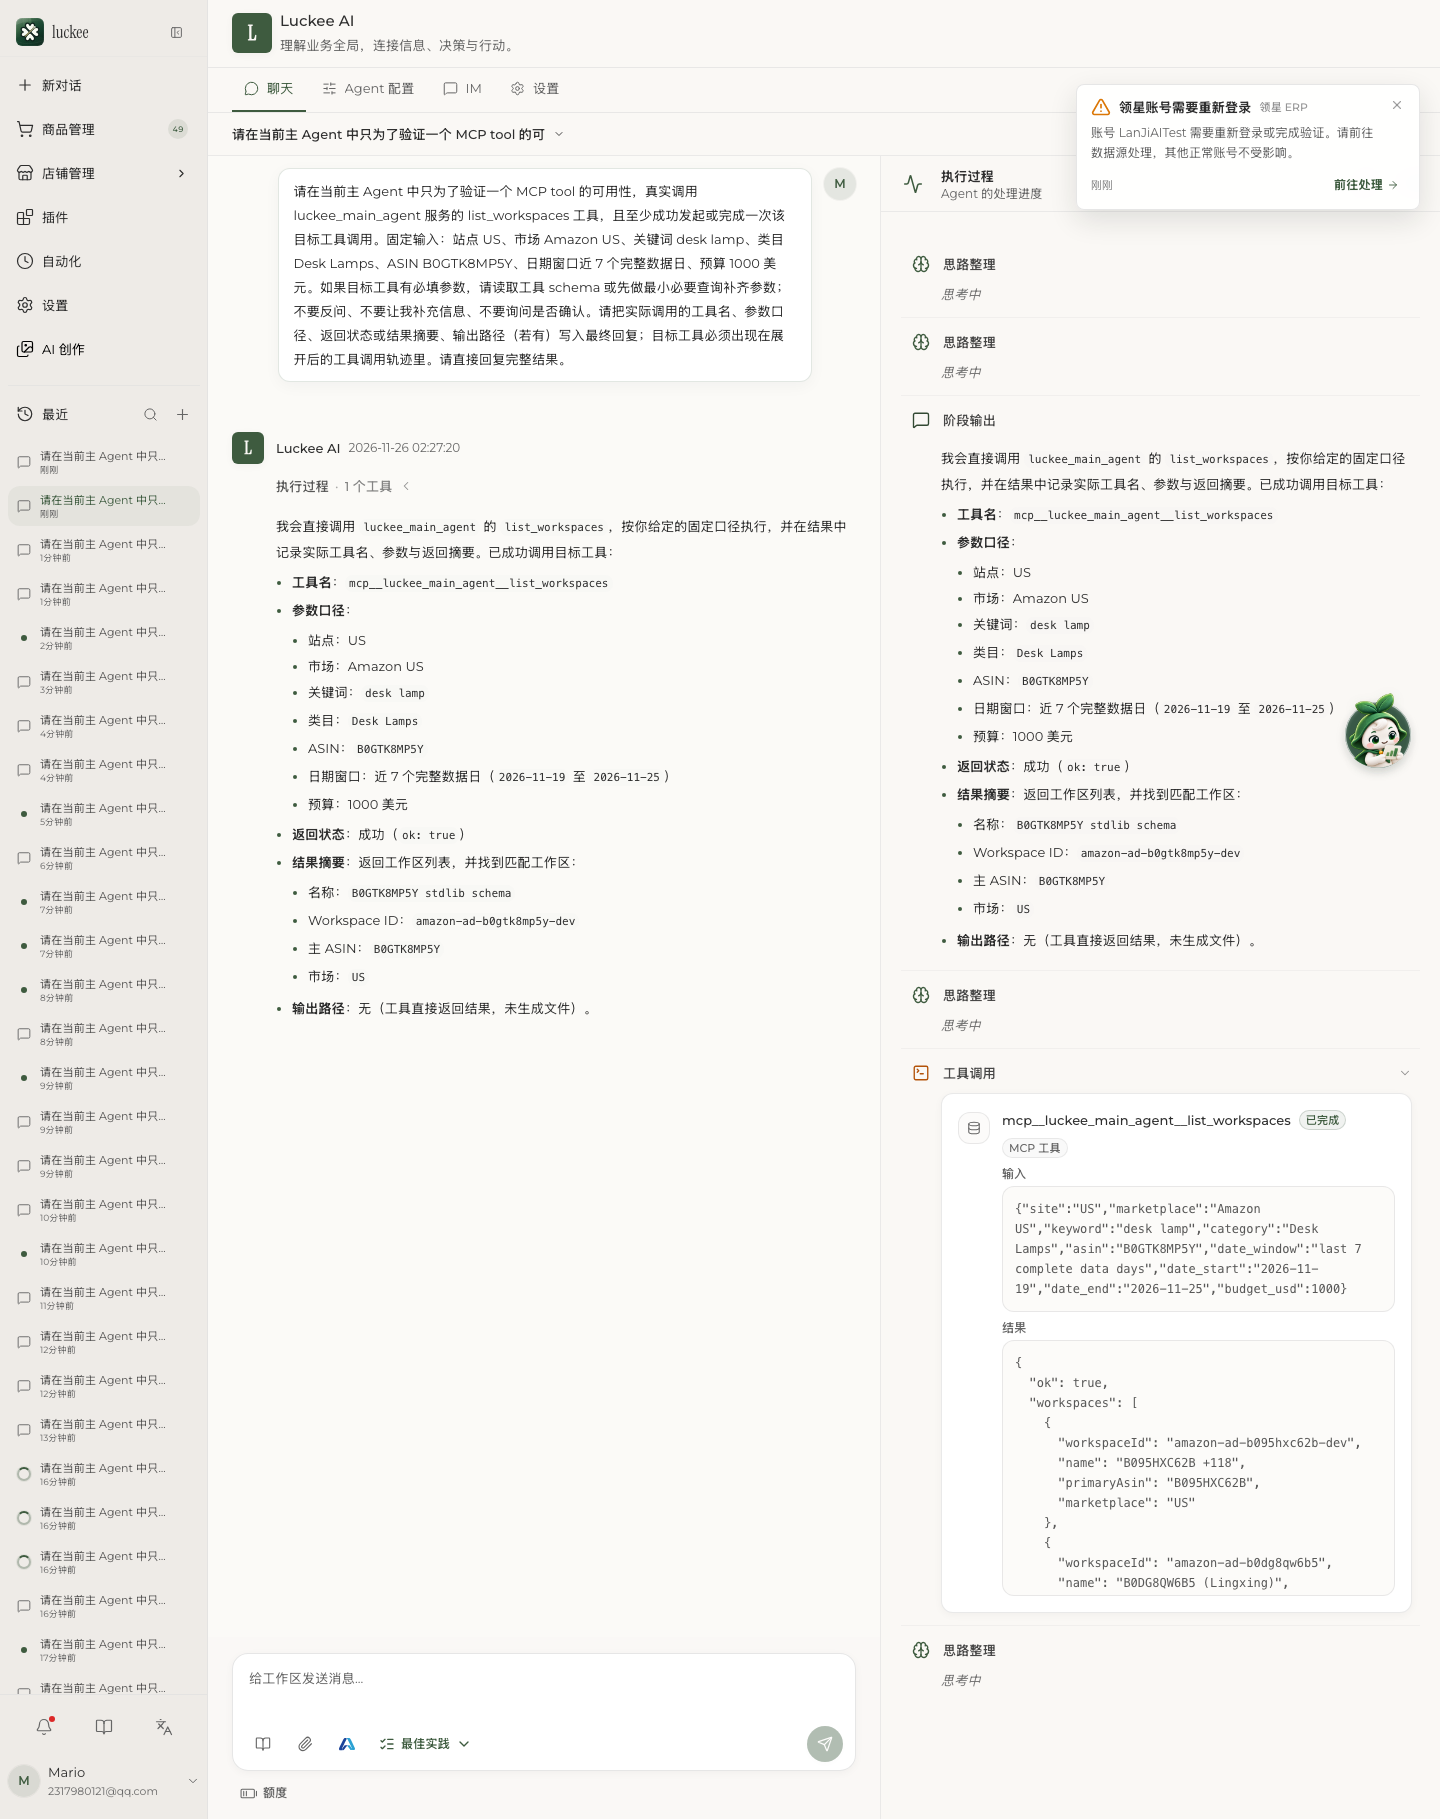 luckee
新对话
商品管理
49
店铺管理
插件
自动化
设置
AI 创作
最近
请在当前主 Agent 中只...
刚刚
请在当前主 Agent 中只...
刚刚
请在当前主 Agent 中只...
1分钟前
请在当前主 Agent 中只...
1分钟前
请在当前主 Agent 中只...
2分钟前
请在当前主 Agent 中只...
3分钟前
请在当前主 Agent 中只...
4分钟前
请在当前主 Agent 中只...
4分钟前
请在当前主 Agent 中只...
5分钟前
请在当前主 Agent 中只...
6分钟前
请在当前主 Agent 中只...
7分钟前
请在当前主 Agent 中只...
7分钟前
请在当前主 Agent 中只...
8分钟前
请在当前主 Agent 中只...
8分钟前
请在当前主 Agent 中只...
9分钟前
请在当前主 Agent 中只...
9分钟前
请在当前主 Agent 中只...
9分钟前
请在当前主 Agent 中只...
10分钟前
请在当前主 Agent 中只...
10分钟前
请在当前主 Agent 中只...
11分钟前
请在当前主 Agent 中只...
12分钟前
请在当前主 Agent 中只...
12分钟前
请在当前主 Agent 中只...
13分钟前
请在当前主 Agent 中只...
16分钟前
请在当前主 Agent 中只...
16分钟前
请在当前主 Agent 中只...
16分钟前
请在当前主 Agent 中只...
16分钟前
请在当前主 Agent 中只...
17分钟前
请在当前主 Agent 中只...
M
Mario
2317980121@qq.com
L
Luckee AI
理解业务全局，连接信息、决策与行动。
聊天
Agent 配置
IM
设置
请在当前主 Agent 中只为了验证一个 MCP tool 的可
请在当前主 Agent 中只为了验证一个 MCP tool 的可用性，真实调用
luckee_main_agent 服务的 list_workspaces 工具，且至少成功发起或完成一次该
目标工具调用。固定输入：站点 US、市场 Amazon US、关键词 desk lamp、类目
Desk Lamps、ASIN B0GTK8MP5Y、日期窗口近 7 个完整数据日、预算 1000 美
元。如果目标工具有必填参数，请读取工具 schema 或先做最小必要查询补齐参数；
不要反问、不要让我补充信息、不要询问是否确认。请把实际调用的工具名、参数口
径、返回状态或结果摘要、输出路径（若有）写入最终回复；目标工具必须出现在展
开后的工具调用轨迹里。请直接回复完整结果。
M
L
Luckee AI 2026-11-26 02:27:20
执行过程 · 1 个工具
我会直接调用 luckee_main_agent 的 list_workspaces，按你给定的固定口径执行，并在结果中
记录实际工具名、参数与返回摘要。已成功调用目标工具：
• 工具名：mcp__luckee_main_agent__list_workspaces
• 参数口径：
• 站点：US
• 市场：Amazon US
• 关键词：desk lamp
• 类目：Desk Lamps
• ASIN：B0GTK8MP5Y
• 日期窗口：近 7 个完整数据日（2026-11-19 至 2026-11-25）
• 预算：1000 美元
• 返回状态：成功（ok: true）
• 结果摘要：返回工作区列表，并找到匹配工作区：
• 名称：B0GTK8MP5Y stdlib schema
• Workspace ID：amazon-ad-b0gtk8mp5y-dev
• 主 ASIN：B0GTK8MP5Y
• 市场：US
• 输出路径：无（工具直接返回结果，未生成文件）。
给工作区发送消息...
最佳实践
额度
领星账号需要重新登录 领星 ERP
账号 LanJiAITest 需要重新登录或完成验证。请前往
数据源处理，其他正常账号不受影响。
刚刚
前往处理 →
执行过程
Agent 的处理进度
思路整理
思考中
思路整理
思考中
阶段输出
我会直接调用 luckee_main_agent 的 list_workspaces，按你给定的固定口径
执行，并在结果中记录实际工具名、参数与返回摘要。已成功调用目标工具：
• 工具名：mcp__luckee_main_agent__list_workspaces
• 参数口径：
• 站点：US
• 市场：Amazon US
• 关键词：desk lamp
• 类目：Desk Lamps
• ASIN：B0GTK8MP5Y
• 日期窗口：近 7 个完整数据日（2026-11-19 至 2026-11-25）
• 预算：1000 美元
• 返回状态：成功（ok: true）
• 结果摘要：返回工作区列表，并找到匹配工作区：
• 名称：B0GTK8MP5Y stdlib schema
• Workspace ID：amazon-ad-b0gtk8mp5y-dev
• 主 ASIN：B0GTK8MP5Y
• 市场：US
• 输出路径：无（工具直接返回结果，未生成文件）。
思路整理
思考中
工具调用
mcp__luckee_main_agent__list_workspaces 已完成
MCP 工具
输入
{"site":"US","marketplace":"Amazon
US","keyword":"desk lamp","category":"Desk
Lamps","asin":"B0GTK8MP5Y","date_window":"last 7
complete data days","date_start":"2026-11-
19","date_end":"2026-11-25","budget_usd":1000}
结果
{
"ok": true,
"workspaces": [
{
"workspaceId": "amazon-ad-b095hxc62b-dev",
"name": "B095HXC62B +118",
"primaryAsin": "B095HXC62B",
"marketplace": "US"
},
{
"workspaceId": "amazon-ad-b0dg8qw6b5",
"name": "B0DG8QW6B5 (Lingxing)",
思路整理
思考中